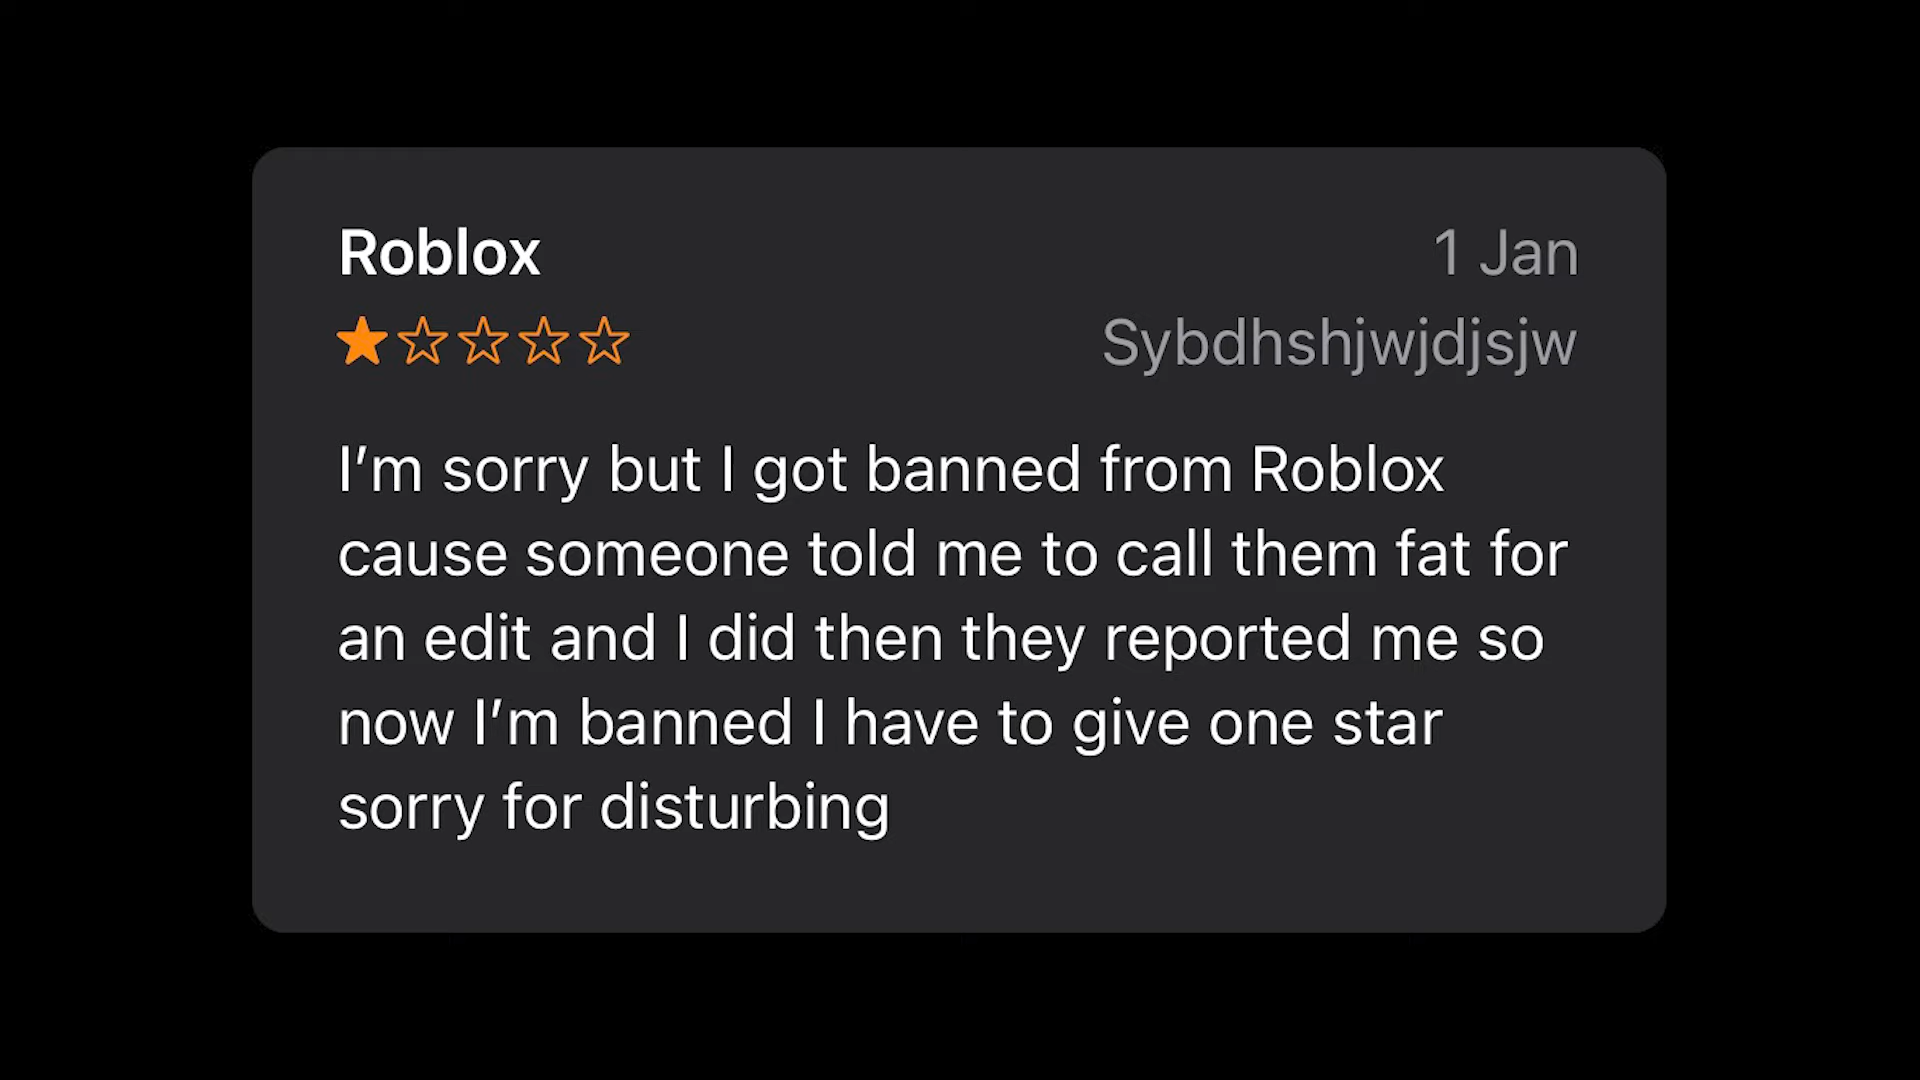 Roblox
1 Jan
Sybdhshjwjdjsjw
I’m sorry but I got banned from Roblox
cause someone told me to call them fat for
an edit and I did then they reported me so
now I’m banned I have to give one star
sorry for disturbing